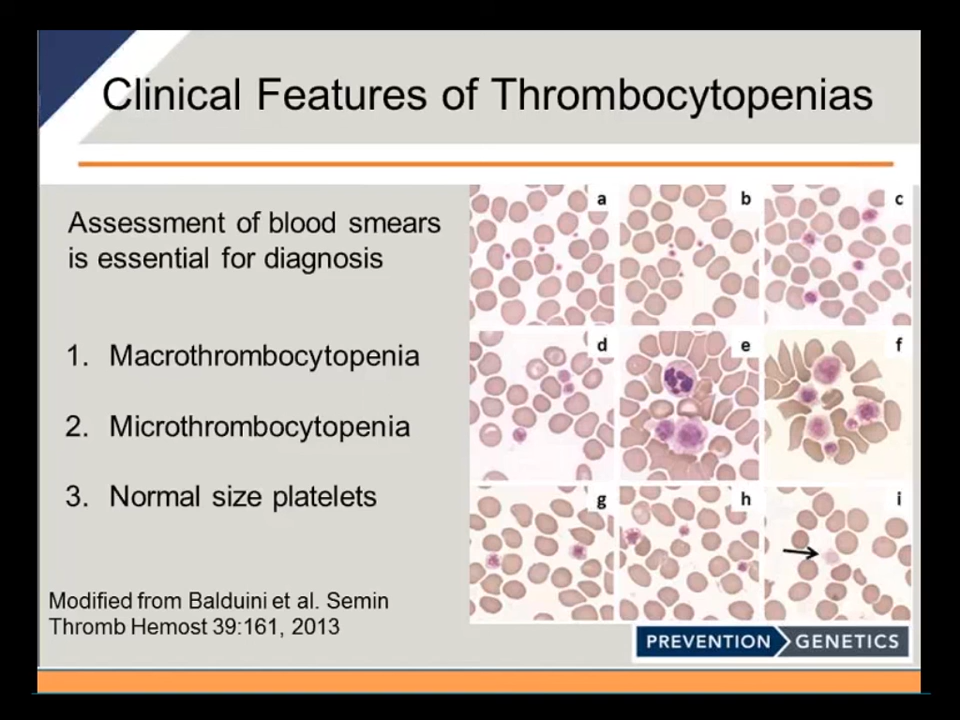 Clinical Features of Thrombocytopenias
Assessment of blood smears
is essential for diagnosis
1. Macrothrombocytopenia
2. Microthrombocytopenia
3. Normal size platelets
a b c
d e f
g h i
Modified from Balduini et al. Semin
Thromb Hemost 39:161, 2013
PREVENTION GENETICS